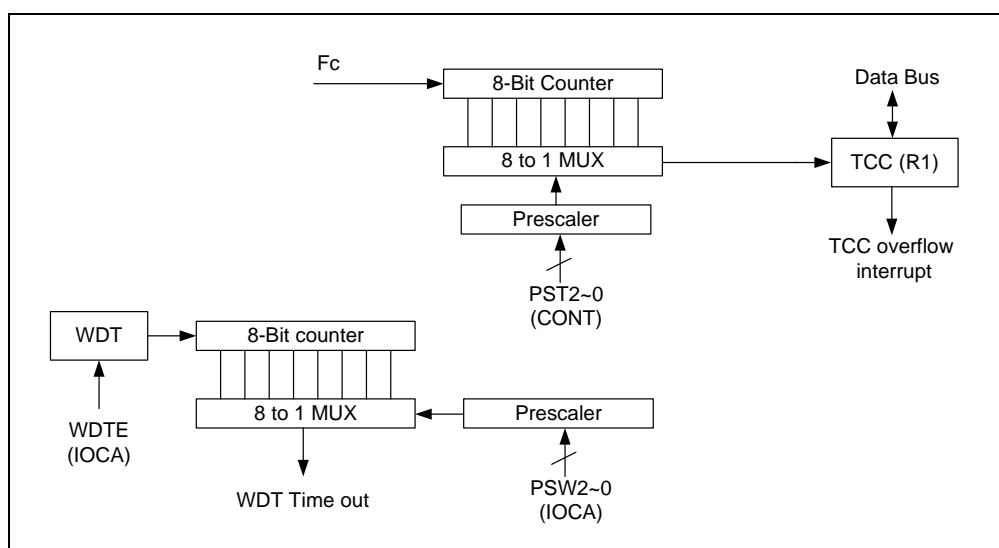 Fc
8-Bit Counter
8 to 1 MUX
Prescaler
PST2~0
(CONT)
Data Bus
TCC (R1)
TCC overflow
interrupt
WDT
WDTE
(IOCA)
8-Bit counter
8 to 1 MUX
WDT Time out
Prescaler
PSW2~0
(IOCA)